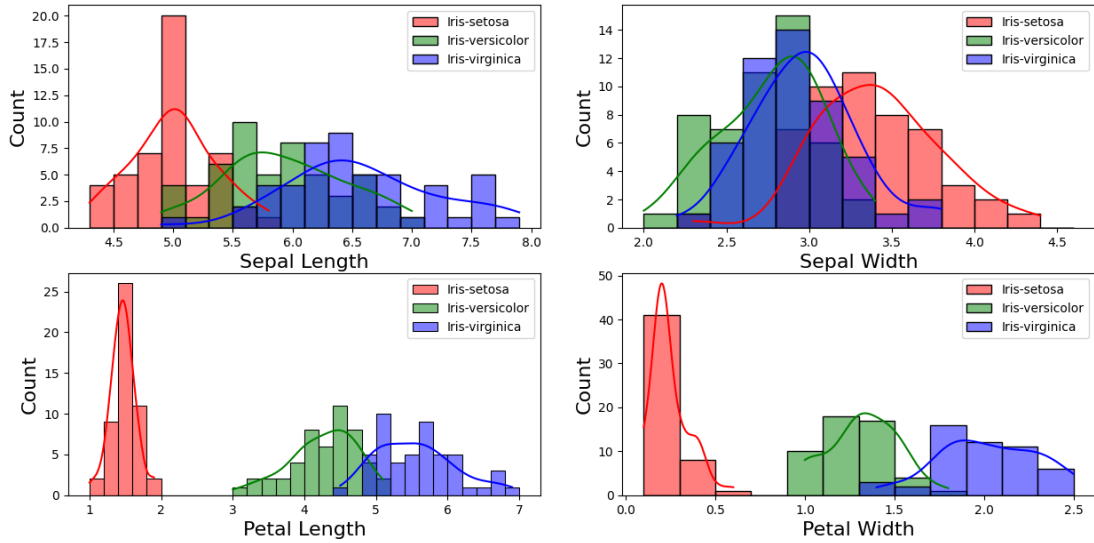 Iris-setosa
Iris-versicolor
Iris-virginica
Count
20.0
17.5
15.0
12.5
10.0
7.5
5.0
2.5
0.0
4.5 5.0 5.5 6.0 6.5 7.0 7.5 8.0
Sepal Length
Iris-setosa
Iris-versicolor
Iris-virginica
Count
14
12
10
8
6
4
2
0
2.0 2.5 3.0 3.5 4.0 4.5
Sepal Width
Iris-setosa
Iris-versicolor
Iris-virginica
Count
25
20
15
10
5
0
1 2 3 4 5 6 7
Petal Length
Iris-setosa
Iris-versicolor
Iris-virginica
Count
50
40
30
20
10
0
0.0 0.5 1.0 1.5 2.0 2.5
Petal Width